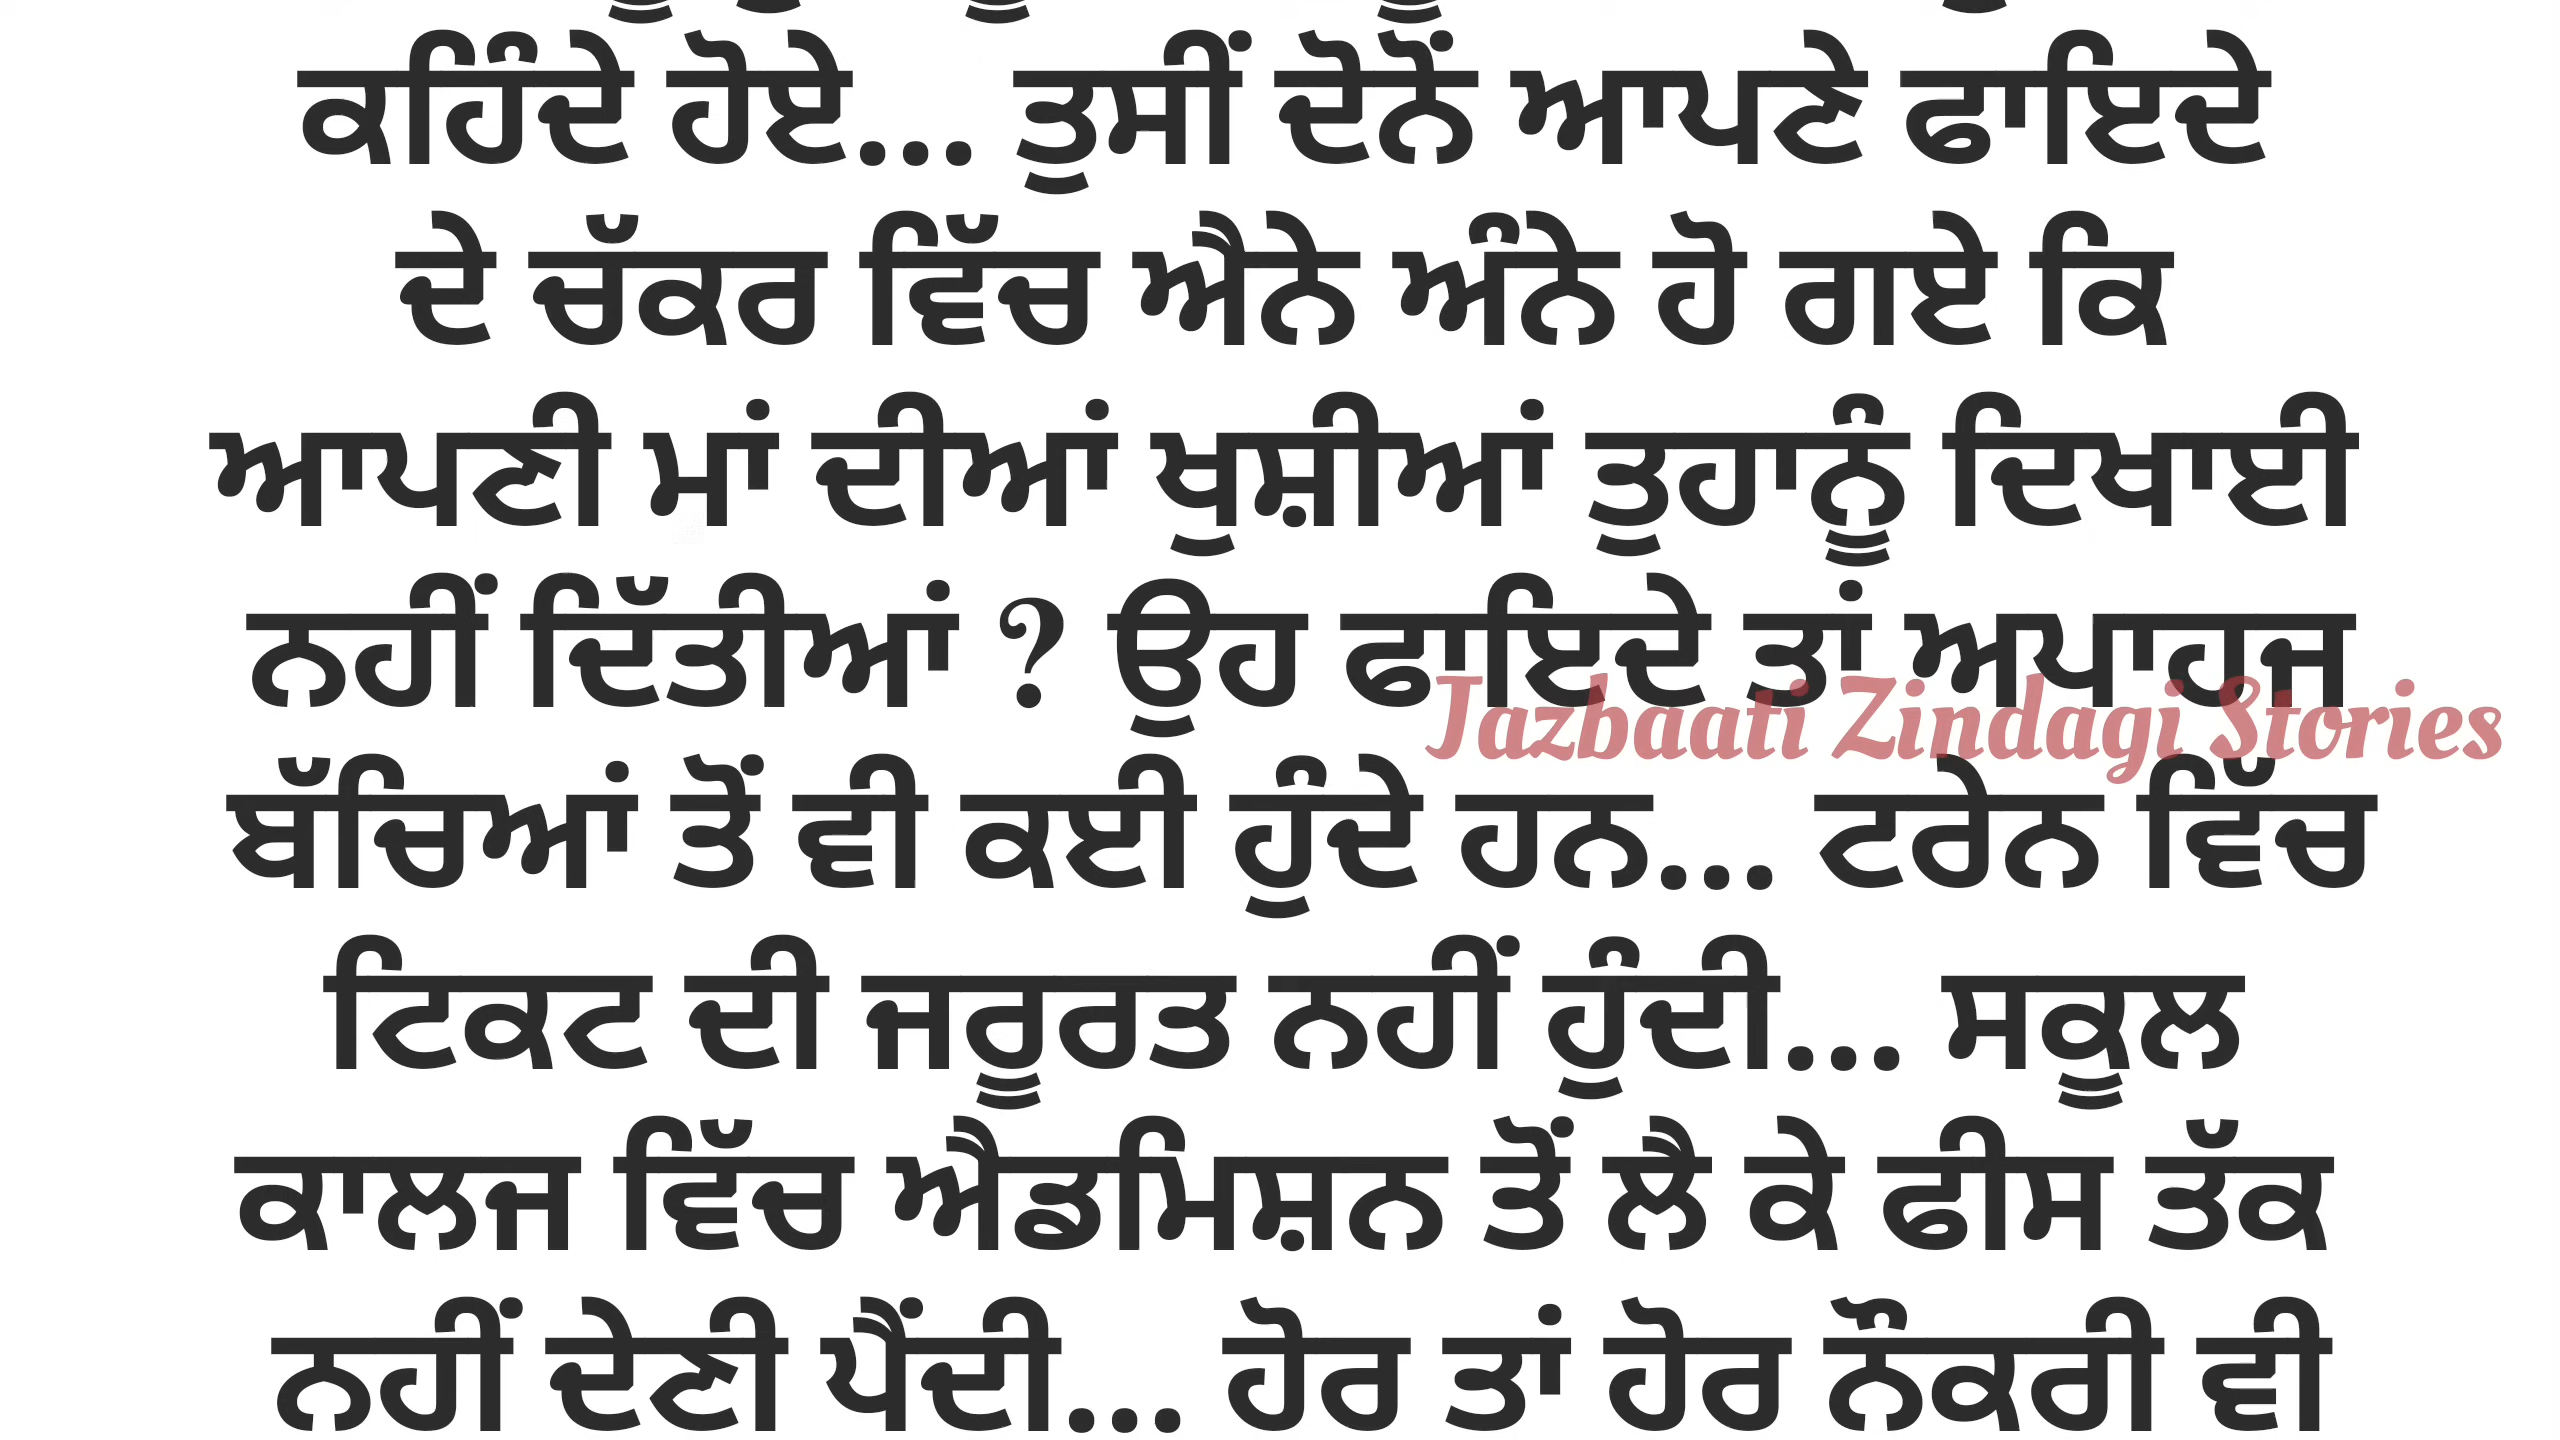 ਕਹਿੰਦੇ ਹੋਏ... ਤੁਸੀਂ ਦੋਨੋਂ ਆਪਣੇ ਫਾਇਦੇ
ਦੇ ਚੱਕਰ ਵਿੱਚ ਐਨੇ ਅੰਨੇ ਹੋ ਗਏ ਕਿ
ਆਪਣੀ ਮਾਂ ਦੀਆਂ ਖੁਸ਼ੀਆਂ ਤੁਹਾਨੂੰ ਦਿਖਾਈ
ਨਹੀਂ ਦਿੱਤੀਆਂ ? ਉਹ ਫਾਇਦੇ ਤਾਂ ਅਪਾਹਜ
Jazbaati Zindagi Stories
ਬੱਚਿਆਂ ਤੋਂ ਵੀ ਕਈ ਹੁੰਦੇ ਹਨ... ਟਰੇਨ ਵਿੱਚ
ਟਿਕਟ ਦੀ ਜਰੂਰਤ ਨਹੀਂ ਹੁੰਦੀ... ਸਕੂਲ
ਕਾਲਜ ਵਿੱਚ ਐਡਮਿਸ਼ਨ ਤੋਂ ਲੈ ਕੇ ਫੀਸ ਤੱਕ
ਨਹੀਂ ਦੇਣੀ ਪੈਂਦੀ... ਹੋਰ ਤਾਂ ਹੋਰ ਨੌਕਰੀ ਵੀ